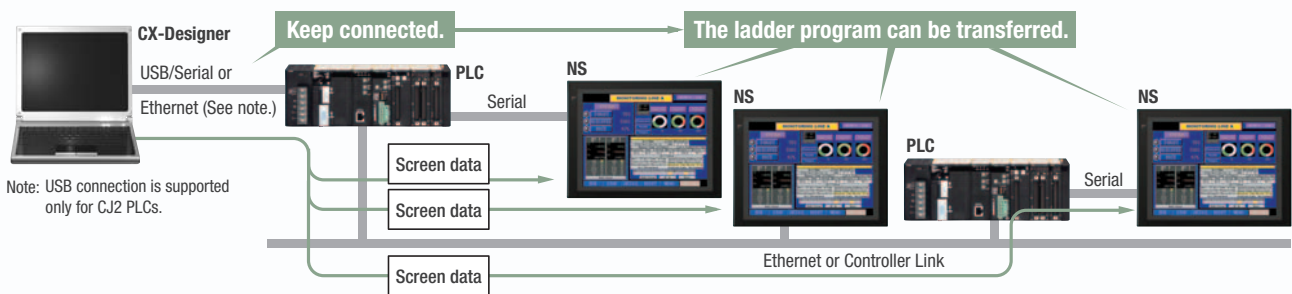 CX-Designer
Keep connected.
The ladder program can be transferred.
USB/Serial or
Ethernet (See note.)
PLC
Serial
NS
NS
NS
PLC
Serial
Screen data
Screen data
Screen data
Note: USB connection is supported
only for CJ2 PLCs.
Ethernet or Controller Link